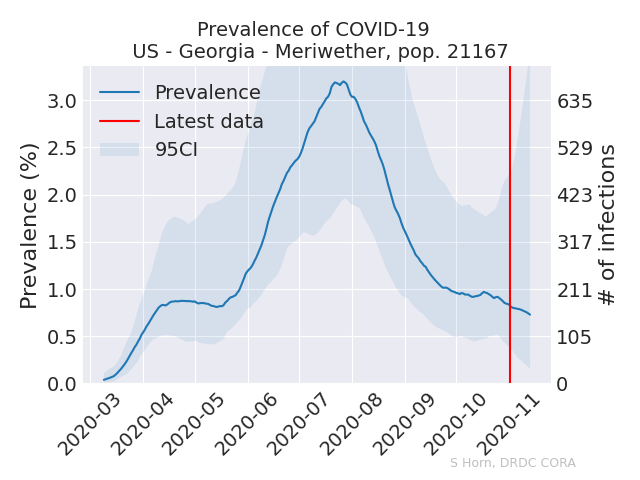 Prevalence of COVID-19
US - Georgia - Meriwether, pop. 21167
Prevalence
Latest data
95CI
Prevalence (%)
3.0
2.5
2.0
1.5
1.0
0.5
0.0
635
529
423
317
211
105
0
# of infections
2020-03
2020-04
2020-05
2020-06
2020-07
2020-08
2020-09
2020-10
2020-11
S Horn, DRDC CORA